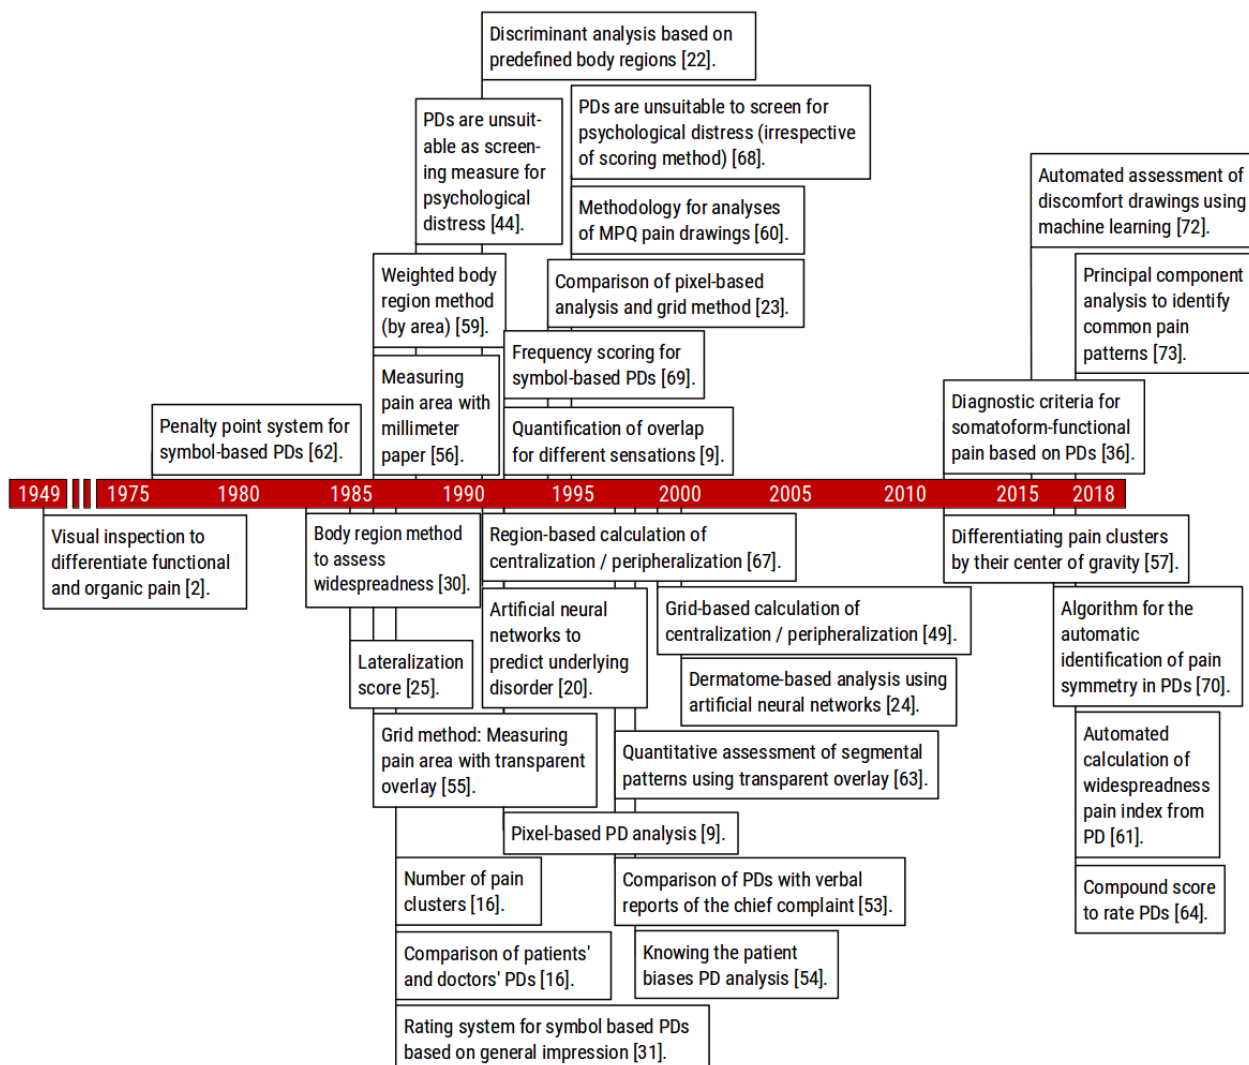 Discriminant analysis based on
predefined body regions [22].
PDs are unsuit-
able as screen-
ing measure for
psychological
distress [44].
PDs are unsuitable to screen for
psychological distress (irrespective
of scoring method) [68].
Methodology for analyses
of MPQ pain drawings [60].
Automated assessment of
discomfort drawings using
machine learning [72].
Weighted body
region method
(by area) [59].
Comparison of pixel-based
analysis and grid method [23].
Principal component
analysis to identify
common pain
patterns [73].
Frequency scoring for
symbol-based PDs [69].
Measuring
pain area with
millimeter
paper [56].
Penalty point system for
symbol-based PDs [62].
Quantification of overlap
for different sensations [9].
Diagnostic criteria for
somatoform-functional
pain based on PDs [36].
1949 1975 1980 1985 1990 1995 2000 2005 2010 2015 2018
Visual inspection to
differentiate functional
and organic pain [2].
Body region method
to assess
widespreadness [30].
Region-based calculation of
centralization / peripheralization [67].
Differentiating pain clusters
by their center of gravity [57].
Artificial neural
networks to
predict underlying
disorder [20].
Grid-based calculation of
centralization / peripheralization [49].
Algorithm for the
automatic
identification of pain
symmetry in PDs [70].
Lateralization
score [25].
Dermatome-based analysis using
artificial neural networks [24].
Grid method: Measuring
pain area with transparent
overlay [55].
Quantitative assessment of segmental
patterns using transparent overlay [63].
Automated
calculation of
widespreadness
pain index from
PD [61].
Pixel-based PD analysis [9].
Number of pain
clusters [16].
Comparison of PDs with verbal
reports of the chief complaint [53].
Compound score
to rate PDs [64].
Comparison of patients'
and doctors' PDs [16].
Knowing the patient
biases PD analysis [54].
Rating system for symbol based PDs
based on general impression [31].